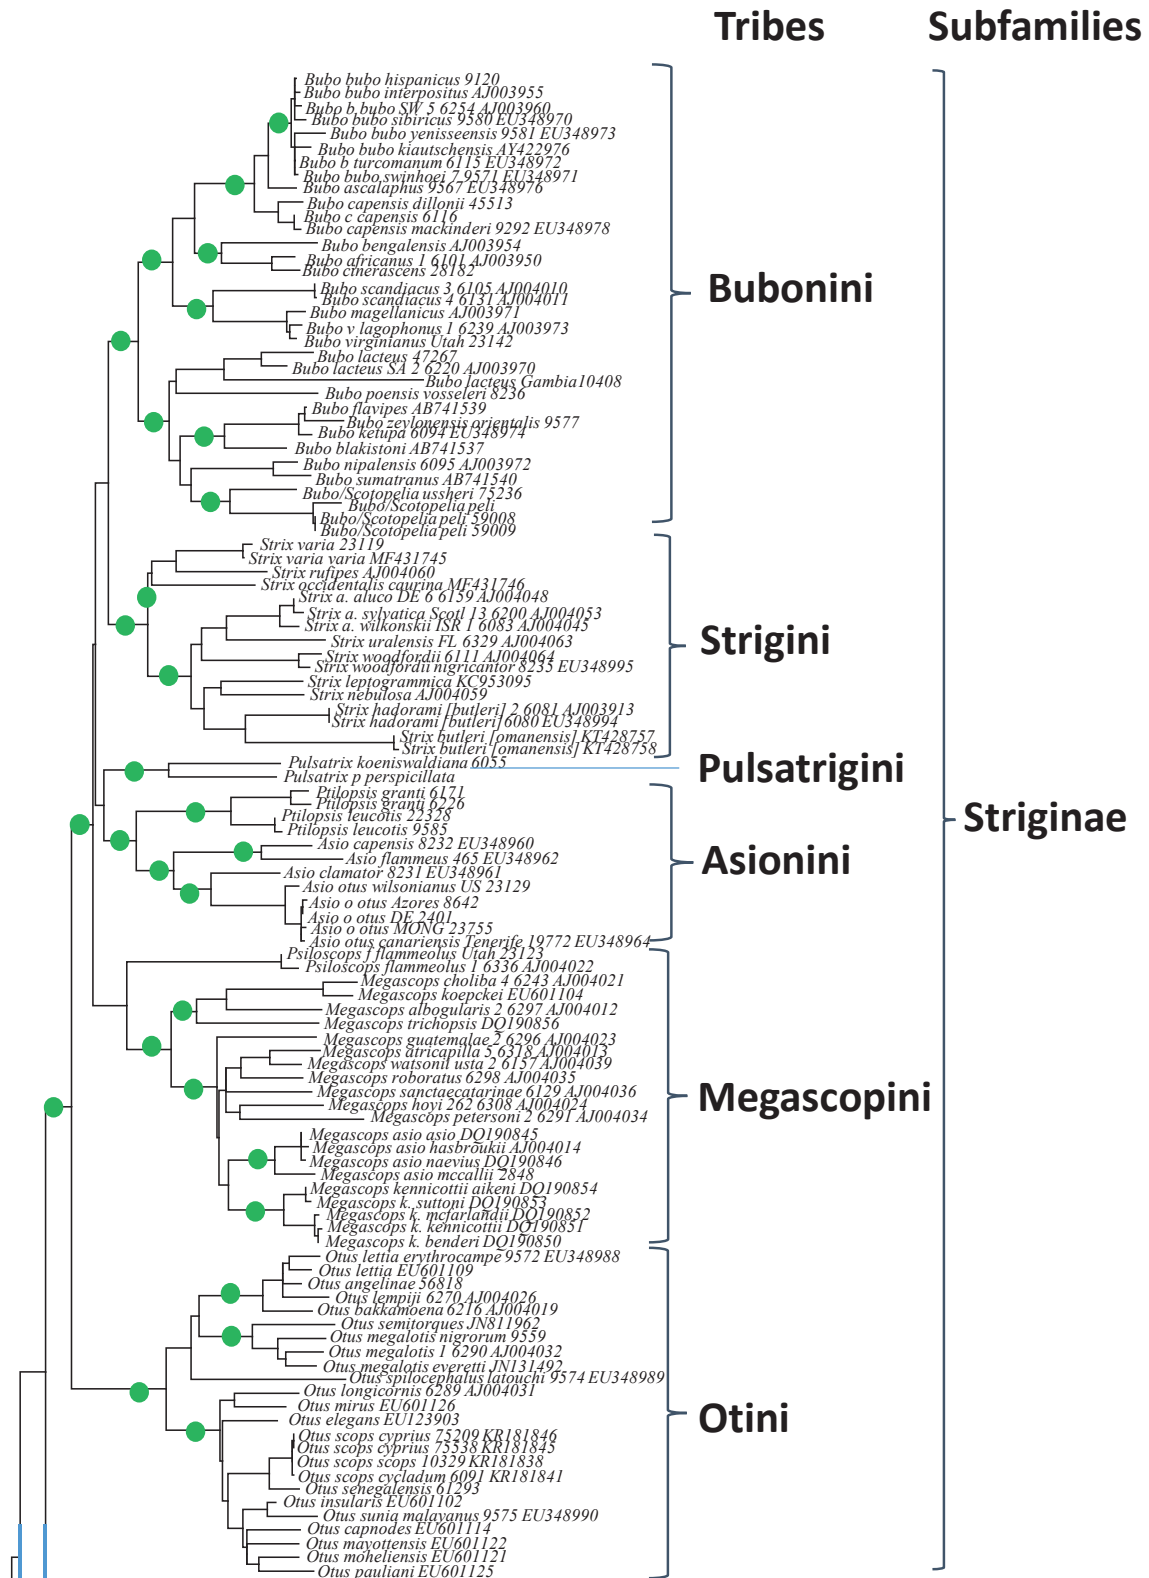 Tribes
Subfamilies
Bubo bubo hispanicus 9120
Bubo bubo interpositus AJ003955
Bubo b bubo SW 5 6254 AJ003960
Bubo bubo sibiricus 9580 EU348970
Bubo bubo yenisseensis 9581 EU348973
Bubo bubo kiautschensis AY422976
Bubo b turcomanum 6115 EU348972
Bubo bubo swinhoei 7 9571 EU348971
Bubo ascalaphus 9567 EU348976
Bubo capensis dillonii 45513
Bubo c capensis 6116
Bubo capensis mackinderi 9292 EU348978
Bubo bengalensis AJ003954
Bubo africanus 1 6101 AJ003950
Bubo cinerascens 28182
Bubo scandiacus 3 6105 AJ004010
Bubo scandiacus 4 6131 AJ004011
Bubo magellanicus AJ003971
Bubo v lagophonus 1 6239 AJ003973
Bubo virginianus Utah 23142
Bubo lacteus 47267
Bubo lacteus SA 2 6220 AJ003970
Bubo lacteus Gambia10408
Bubo poensis vosseleri 8236
Bubo flavipes AB741539
Bubo zeylonensis orientalis 9577
Bubo ketupa 6094 EU348974
Bubo blakistoni AB741537
Bubo nipalensis 6095 AJ003972
Bubo sumatranus AB741540
Bubo/Scotopelia ussheri 75236
Bubo/Scotopelia peli
Bubo/Scotopelia peli 59008
Bubo/Scotopelia peli 59009
Bubonini
Strix varia 23119
Strix varia varia MF431745
Strix rufipes AJ004060
Strix occidentalis caurina MF431746
Strix a. aluco DE 6 6159 AJ004048
Strix a. sylvatica Scotl 13 6200 AJ004053
Strix a. wilkonskii ISR 1 6083 AJ004045
Strix uralensis FL 6329 AJ004063
Strix woodfordii 6111 AJ004064
Strix woodfordii nigricantor 8235 EU348995
Strix leptogrammica KC953095
Strix nebulosa AJ004059
Strix hadorami [butleri] 2 6081 AJ003913
Strix hadorami [butleri] 6080 EU348994
Strix butleri [omanensis] KT428757
Strix butleri [omanensis] KT428758
Strigini
Pulsatrix koeniswaldiana 6055
Pulsatrix p perspicillata
Pulsatrigini
Ptilopsis granti 6171
Ptilopsis granti 6226
Ptilopsis leucotis 22328
Ptilopsis leucotis 9585
Asio capensis 8232 EU348960
Asio flammeus 465 EU348962
Asio clamator 8231 EU348961
Asio otus wilsonianus US 23129
Asio o otus Azores 8642
Asio o otus DE 2401
Asio o otus MONG 23755
Asio otus canariensis Tenerife 19772 EU348964
Asionini
Striginae
Psiloscops f flammeolus Utah 23123
Psiloscops flammeolus 1 6336 AJ004022
Megascops choliba 4 6243 AJ004021
Megascops koepckei EU601104
Megascops albogularis 2 6297 AJ004012
Megascops trichopsis DQ190856
Megascops guatemalae 2 6296 AJ004023
Megascops atricapilla 5 6318 AJ004013
Megascops watsonil usta 2 6157 AJ004039
Megascops roboratus 6298 AJ004035
Megascops sanctaecatarinae 6129 AJ004036
Megascops hoyi 262 6308 AJ004024
Megascops petersoni 2 6291 AJ004034
Megascops asio asio DQ190845
Megascops asio hasbroukii AJ004014
Megascops asio naevius DQ190846
Megascops asio mccallii 2848
Megascops kennicottii aikeni DQ190854
Megascops k. suttoni DQ190853
Megascops k. mcfarlandii DQ190852
Megascops k. kennicottii DQ190851
Megascops k. benderi DQ190850
Megascopini
Otus lettia erythrocampe 9572 EU348988
Otus lettia EU601109
Otus angelinae 56818
Otus lempiji 6270 AJ004026
Otus bakkamoena 6216 AJ004019
Otus semitorques JN811962
Otus megalotis nigrorum 9559
Otus megalotis 1 6290 AJ004032
Otus megalotis everetti JN131492
Otus spilocephalus latouchi 9574 EU348989
Otus longicornis 6289 AJ004031
Otus mirus EU601126
Otus elegans EU123903
Otus scops cyprius 75209 KR181846
Otus scops cyprius 75538 KR181845
Otus scops scops 10329 KR181838
Otus scops cycladum 6091 KR181841
Otus senegalensis 61293
Otus insularis EU601102
Otus sunia malayanus 9575 EU348990
Otus capnodes EU601114
Otus mayottensis EU601122
Otus moheliensis EU601121
Otus pauliani EU601125
Otini